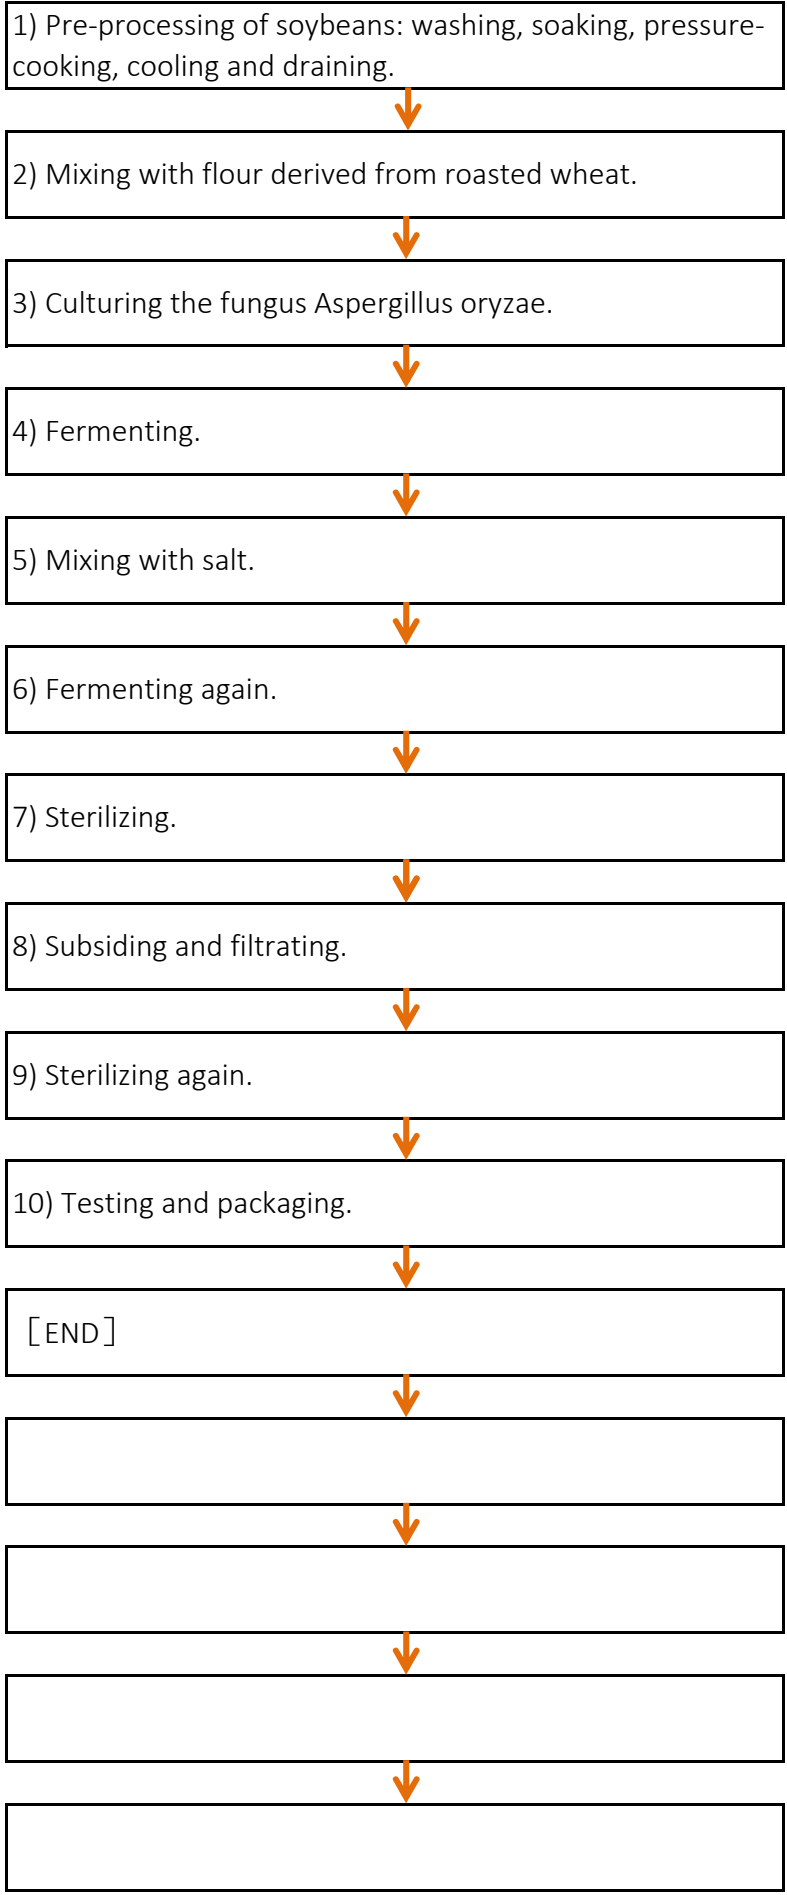 1) Pre-processing of soybeans: washing, soaking, pressure-
cooking, cooling and draining.
2) Mixing with flour derived from roasted wheat.
3) Culturing the fungus Aspergillus oryzae.
4) Fermenting.
5) Mixing with salt.
6) Fermenting again.
7) Sterilizing.
8) Subsiding and filtrating.
9) Sterilizing again.
10) Testing and packaging.
［END］